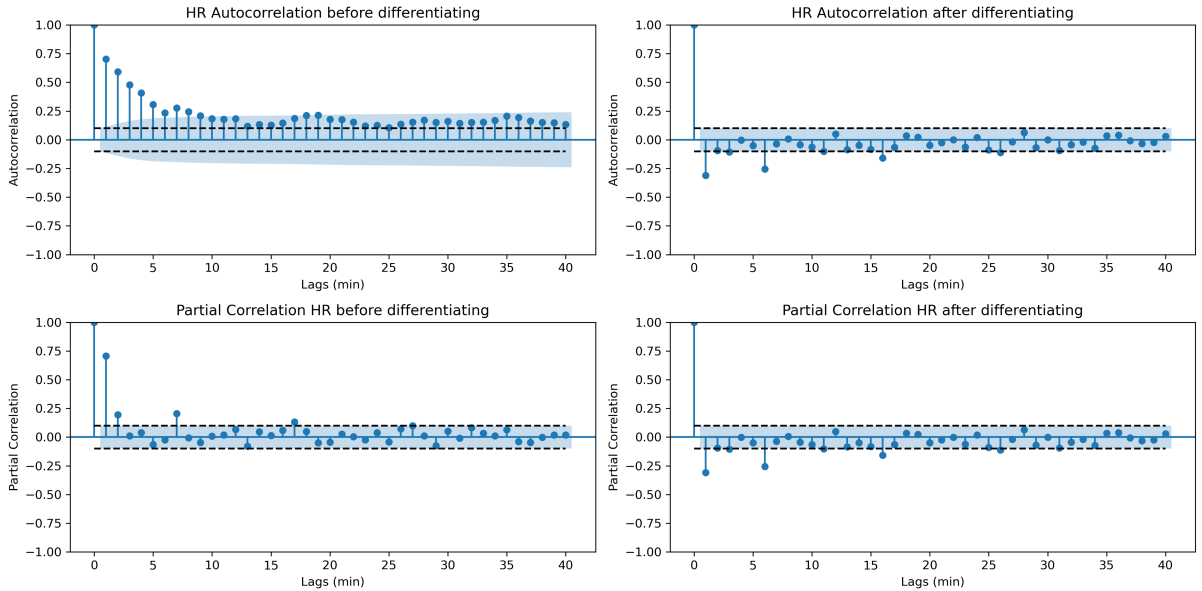 HR Autocorrelation before differentiating
1.00
0.75
0.50
0.25
0.00
−0.25
−0.50
−0.75
−1.00
Autocorrelation
0 5 10 15 20 25 30 35 40
Lags (min)
HR Autocorrelation after differentiating
1.00
0.75
0.50
0.25
0.00
−0.25
−0.50
−0.75
−1.00
Autocorrelation
0 5 10 15 20 25 30 35 40
Lags (min)
Partial Correlation HR before differentiating
1.00
0.75
0.50
0.25
0.00
−0.25
−0.50
−0.75
−1.00
Partial Correlation
0 5 10 15 20 25 30 35 40
Lags (min)
Partial Correlation HR after differentiating
1.00
0.75
0.50
0.25
0.00
−0.25
−0.50
−0.75
−1.00
Partial Correlation
0 5 10 15 20 25 30 35 40
Lags (min)